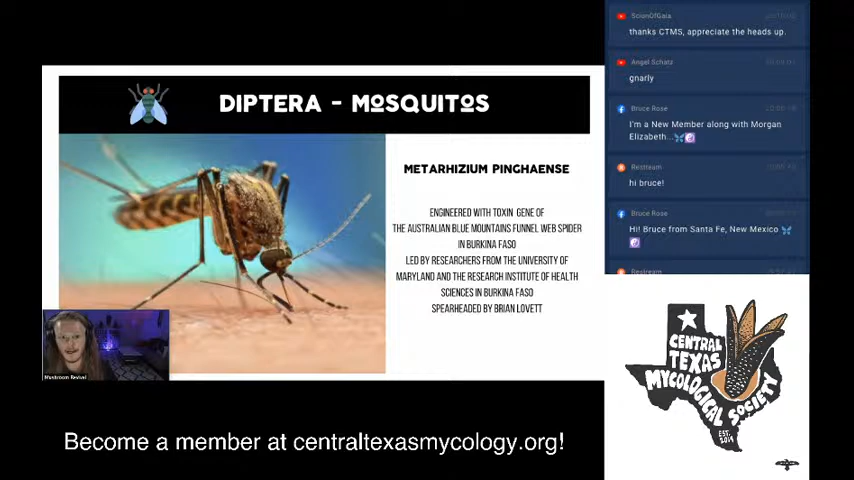 DIPTERA - MOSQUITOS
METARHIZIUM PINGHAENSE
ENGINEERED WITH TOXIN GENE OF
THE AUSTRALIAN BLUE MOUNTAINS FUNNEL WEB SPIDER
IN BURKINA FASO
LED BY RESEARCHERS FROM THE UNIVERSITY OF
MARYLAND AND THE RESEARCH INSTITUTE OF HEALTH
SCIENCES IN BURKINA FASO
SPEARHEADED BY BRIAN LOVETT
Mushroom Revival
Become a member at centraltexasmycology.org!
ScionOfGaia
thanks CTMS, appreciate the heads up.
Angel Schatz
gnarly
Bruce Rose
I'm a New Member along with Morgan
Elizabeth...
Restream
hi bruce!
Bruce Rose
Hi! Bruce from Santa Fe, New Mexico
Restream
CENTRAL
TEXAS
MYCOLOGICAL SOCIETY
EST.
2019